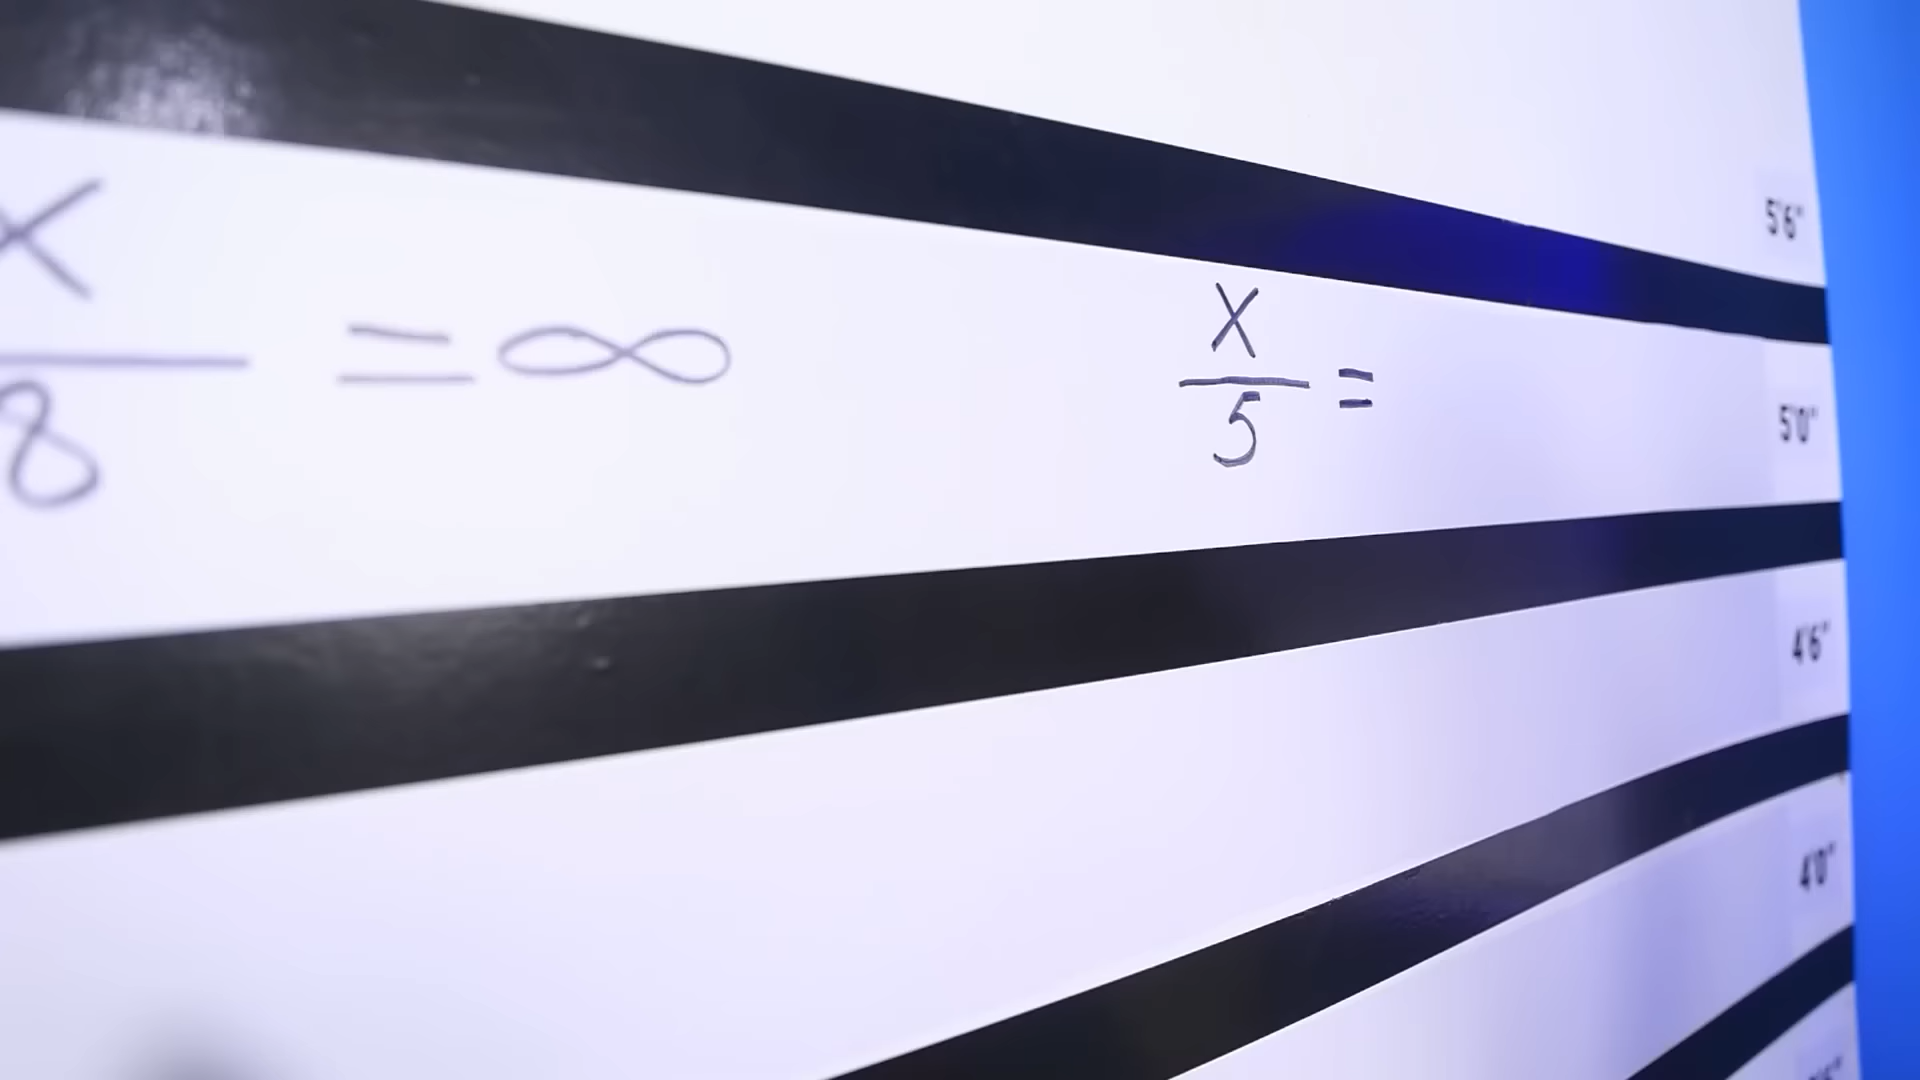 x/8 = ∞
x/5 =
5'6"
5'0"
4'6"
4'0"